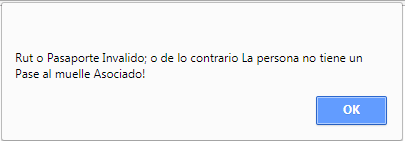 Rut o Pasaporte Invalido; o de lo contrario La persona no tiene un
Pase al muelle Asociado!
OK